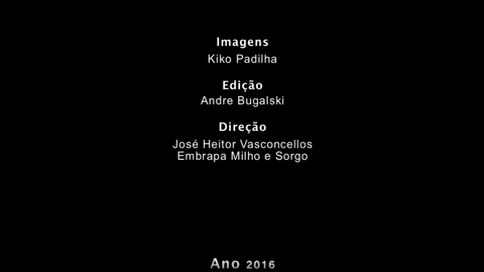 Imagens
Kiko Padilha
Edição
Andre Bugalski
Direção
José Heitor Vasconcellos
Embrapa Milho e Sorgo
Ano 2016